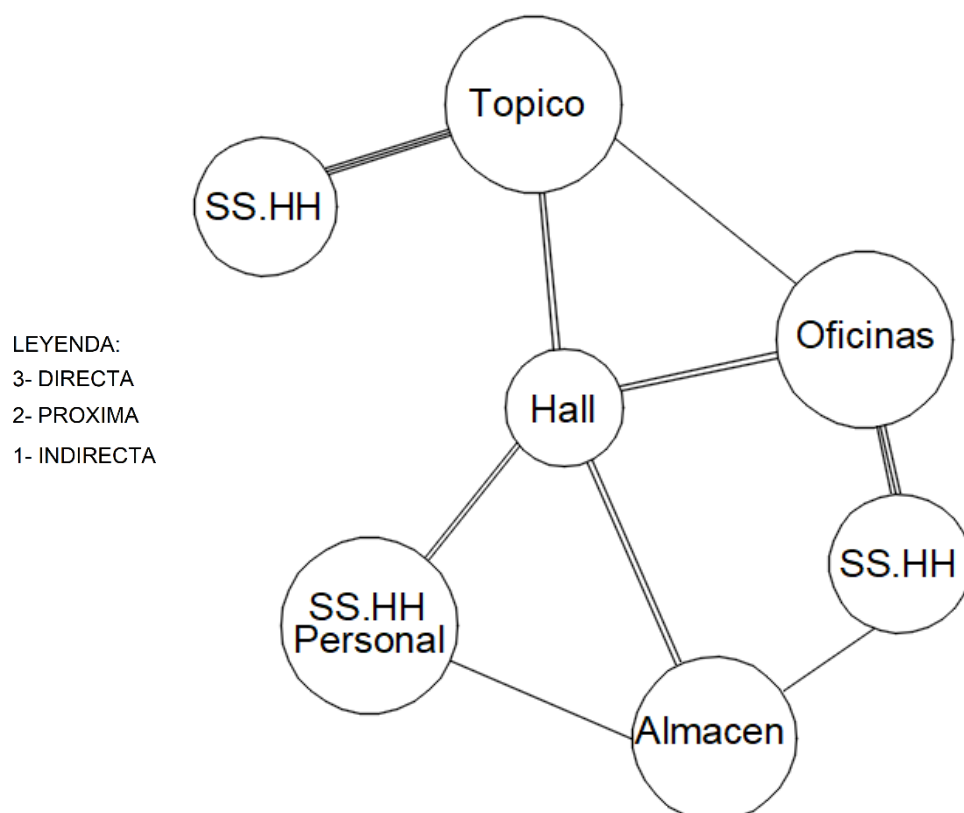 Topico
SS.HH
Oficinas
LEYENDA:
3- DIRECTA
2- PROXIMA
1- INDIRECTA
Hall
SS.HH
SS.HH
Personal
Almacen